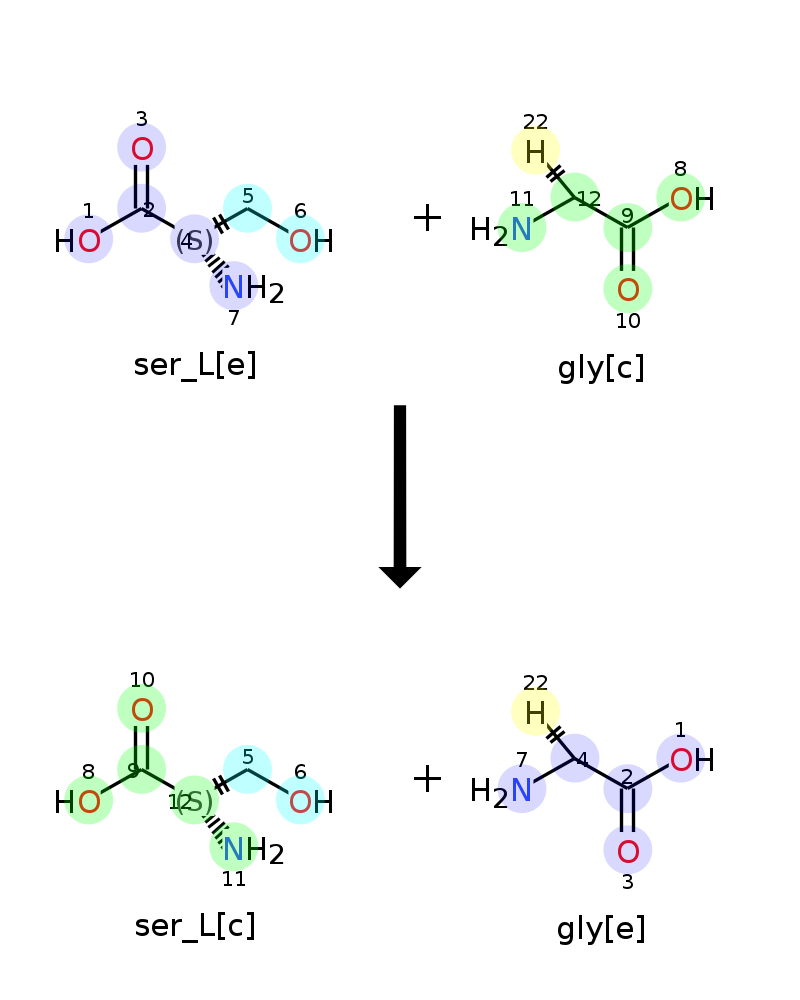 3
O
1
HO
2
4
(S)
5
6
OH
7
NH2
ser_L[e]
+
22
H
11
H2N
12
9
8
OH
O
10
gly[c]
10
O
8
HO
9
12
(S)
5
6
OH
NH2
11
ser_L[c]
+
22
H
7
H2N
4
2
1
OH
O
3
gly[e]